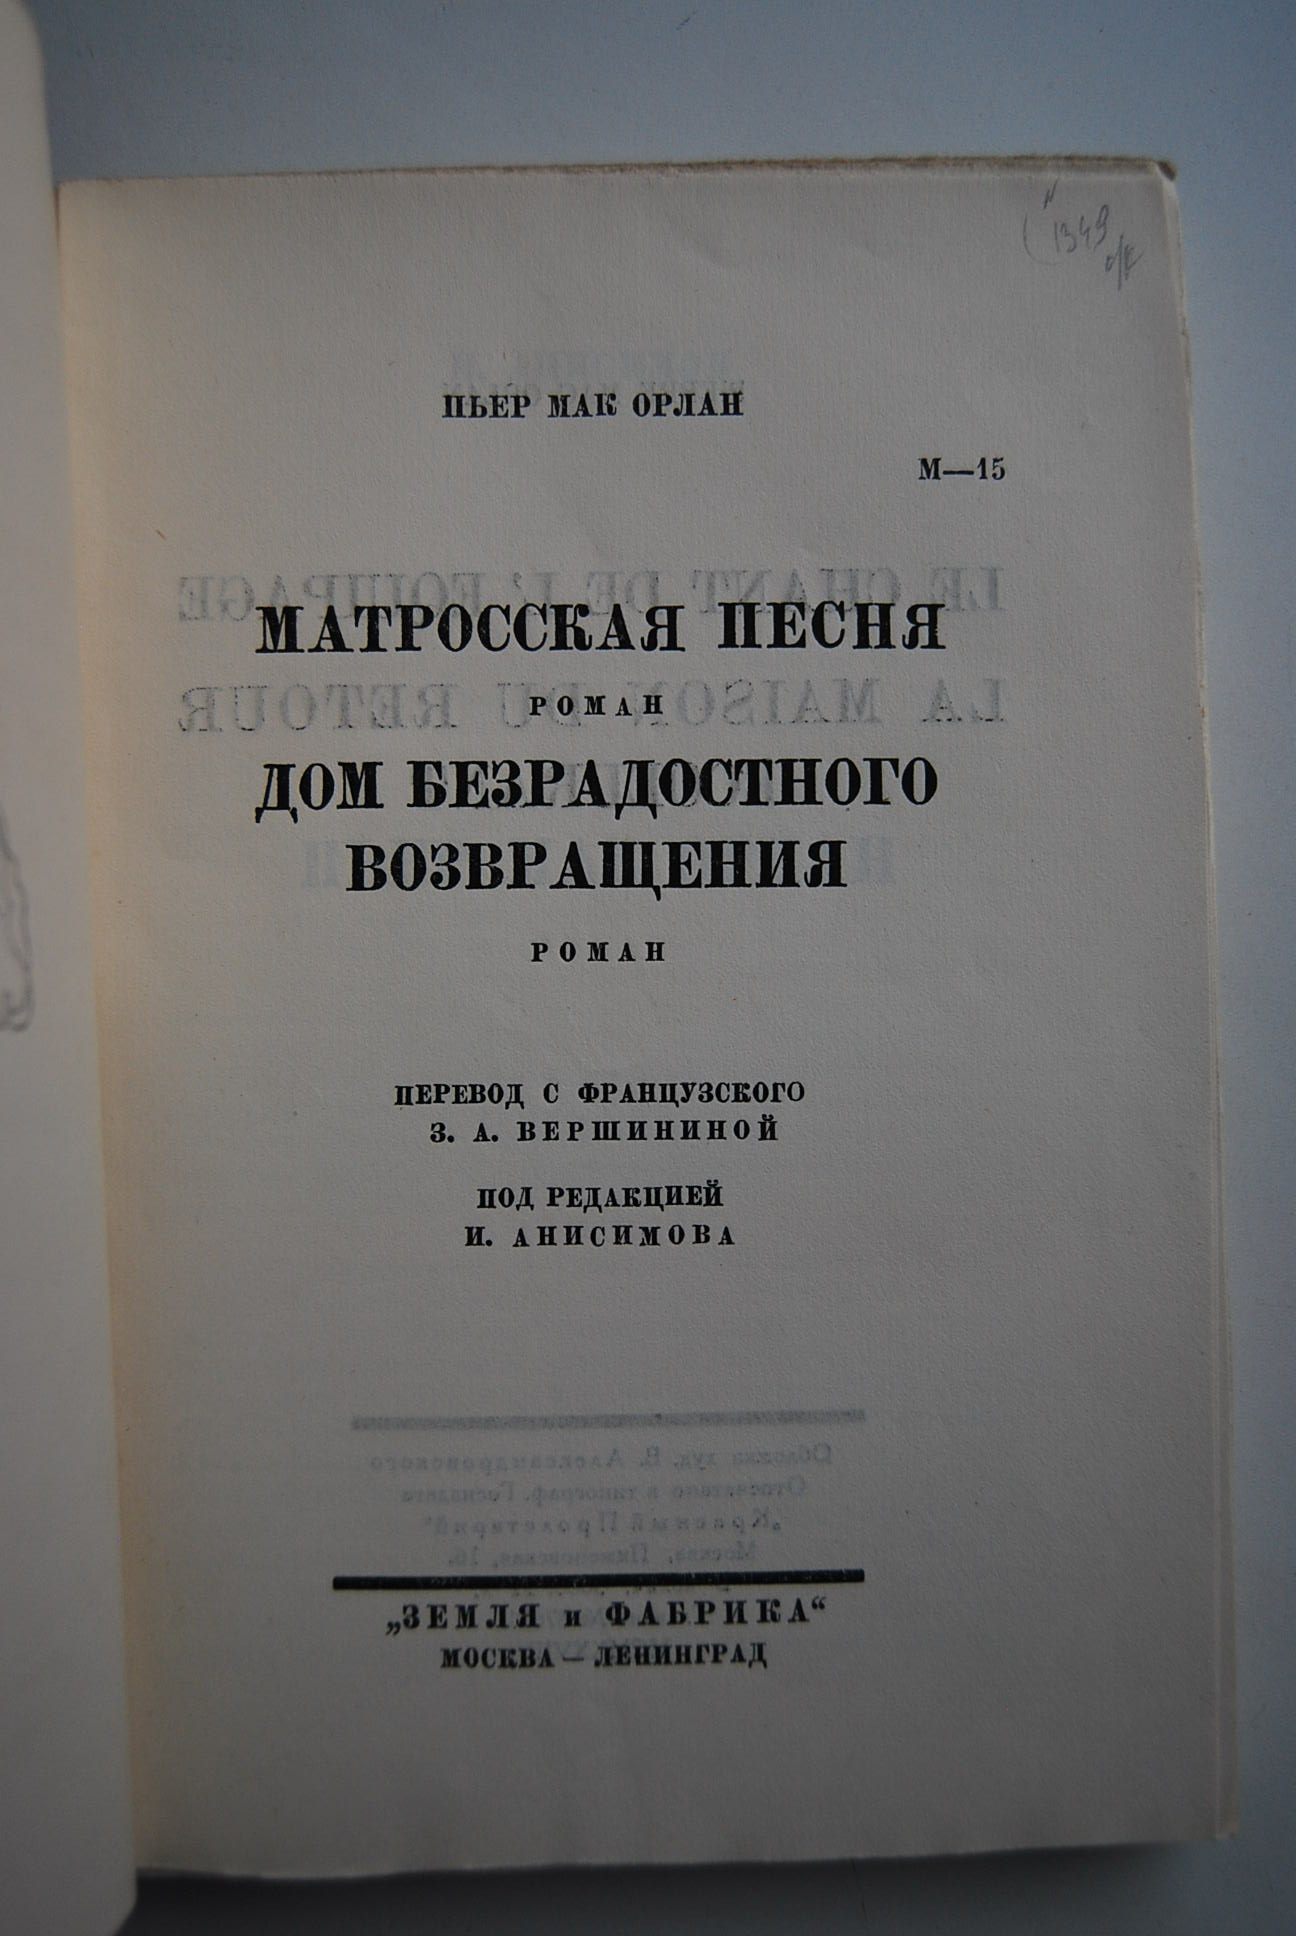 1349
ПЬЕР МАК ОРЛАН
М—15
МАТРОССКАЯ ПЕСНЯ
РОМАН
ДОМ БЕЗРАДОСТНОГО
ВОЗВРАЩЕНИЯ
РОМАН
ПЕРЕВОД С ФРАНЦУЗСКОГО
З. А. ВЕРШИНИНОЙ
ПОД РЕДАКЦИЕЙ
И. АНИСИМОВА
„ЗЕМЛЯ и ФАБРИКА“
МОСКВА — ЛЕНИНГРАД